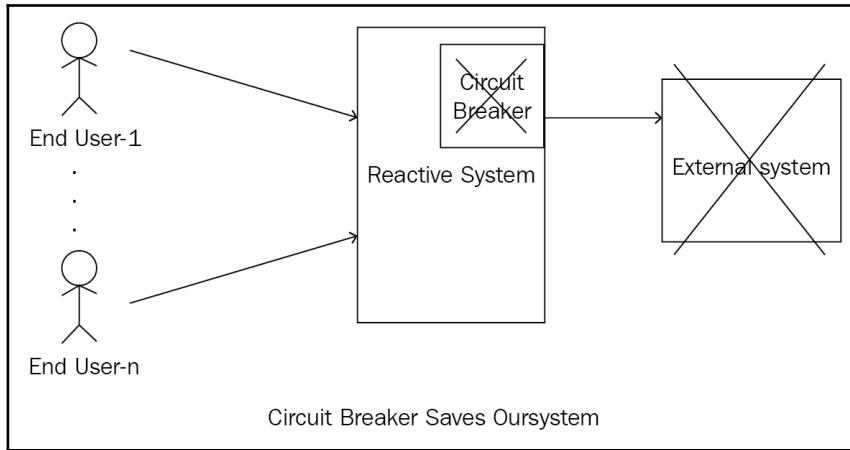 End User-1
.
.
.
End User-n
Circuit
Breaker
Reactive System
External system
Circuit Breaker Saves Oursystem